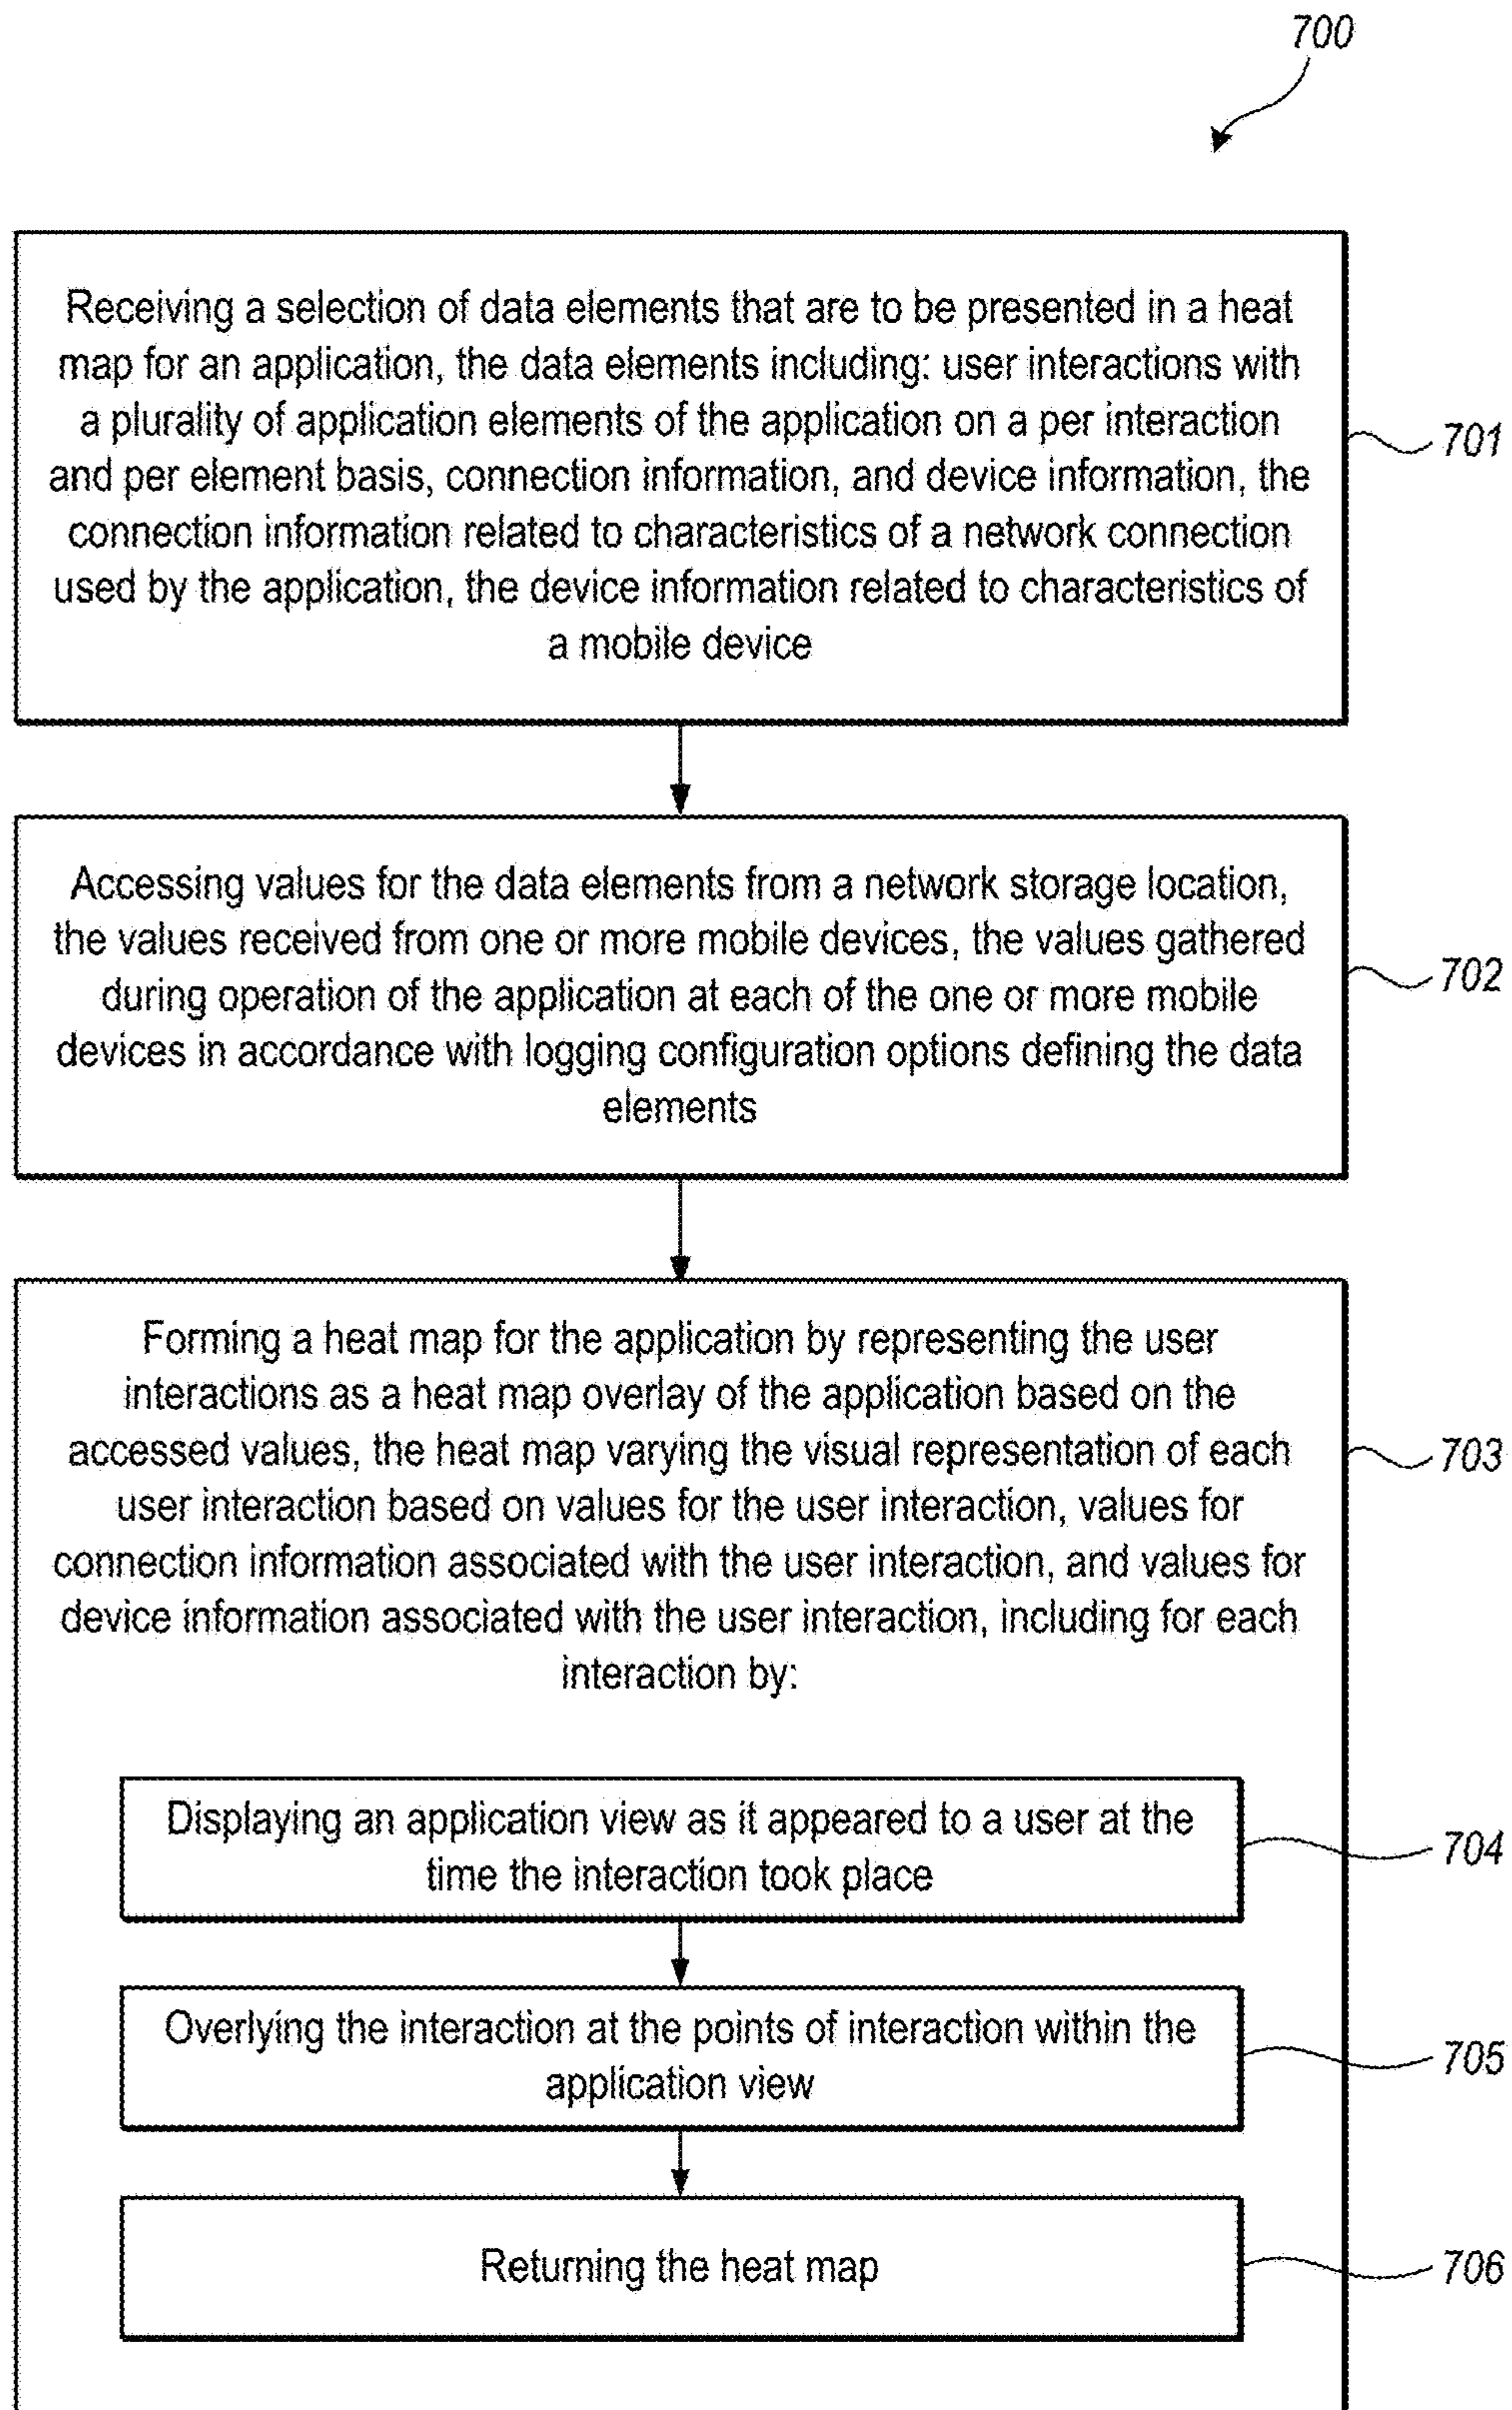 700
Receiving a selection of data elements that are to be presented in a heat
map for an application, the data elements including: user interactions with
a plurality of application elements of the application on a per interaction
and per element basis, connection information, and device information, the
connection information related to characteristics of a network connection
used by the application, the device information related to characteristics of
a mobile device
701
Accessing values for the data elements from a network storage location,
the values received from one or more mobile devices, the values gathered
during operation of the application at each of the one or more mobile
devices in accordance with logging configuration options defining the data
elements
702
Forming a heat map for the application by representing the user
interactions as a heat map overlay of the application based on the
accessed values, the heat map varying the visual representation of each
user interaction based on values for the user interaction, values for
connection information associated with the user interaction, and values for
device information associated with the user interaction, including for each
interaction by:
703
Displaying an application view as it appeared to a user at the
time the interaction took place
704
Overlying the interaction at the points of interaction within the
application view
705
Returning the heat map
706